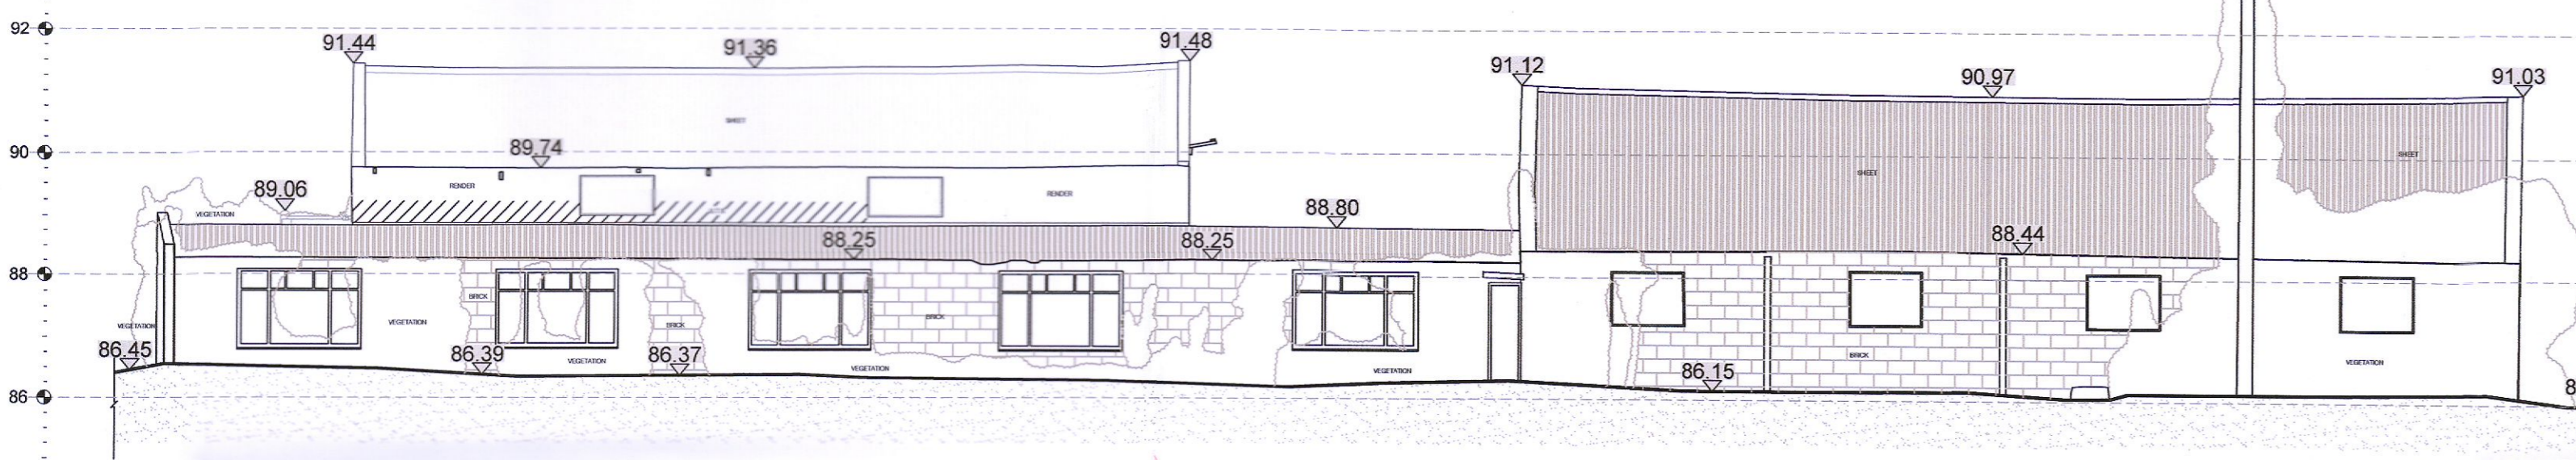 92
91.44
91.36
91.48
91.12
90.97
91.03
SHEET
90
89.74
SHEET
SHEET
RENDER
RENDER
89.06
VEGETATION
88.80
88.25
88.25
88.44
88
BRICK
VEGETATION
BRICK
BRICK
VEGETATION
86.45
86.39
86.37
VEGETATION
VEGETATION
VEGETATION
86.15
BRICK
VEGETATION
86